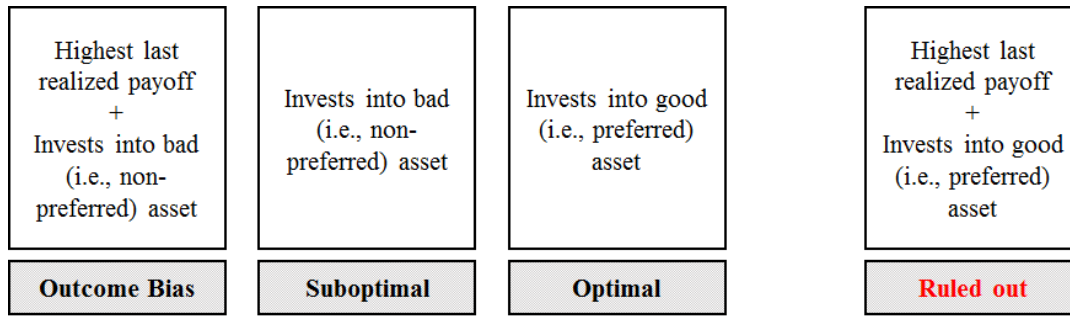 Highest last
realized payoff
+
Invests into bad
(i.e., non-
preferred) asset
Outcome Bias
Invests into bad
(i.e., non-
preferred) asset
Suboptimal
Invests into good
(i.e., preferred)
asset
Optimal
Highest last
realized payoff
+
Invests into good
(i.e., preferred)
asset
Ruled out